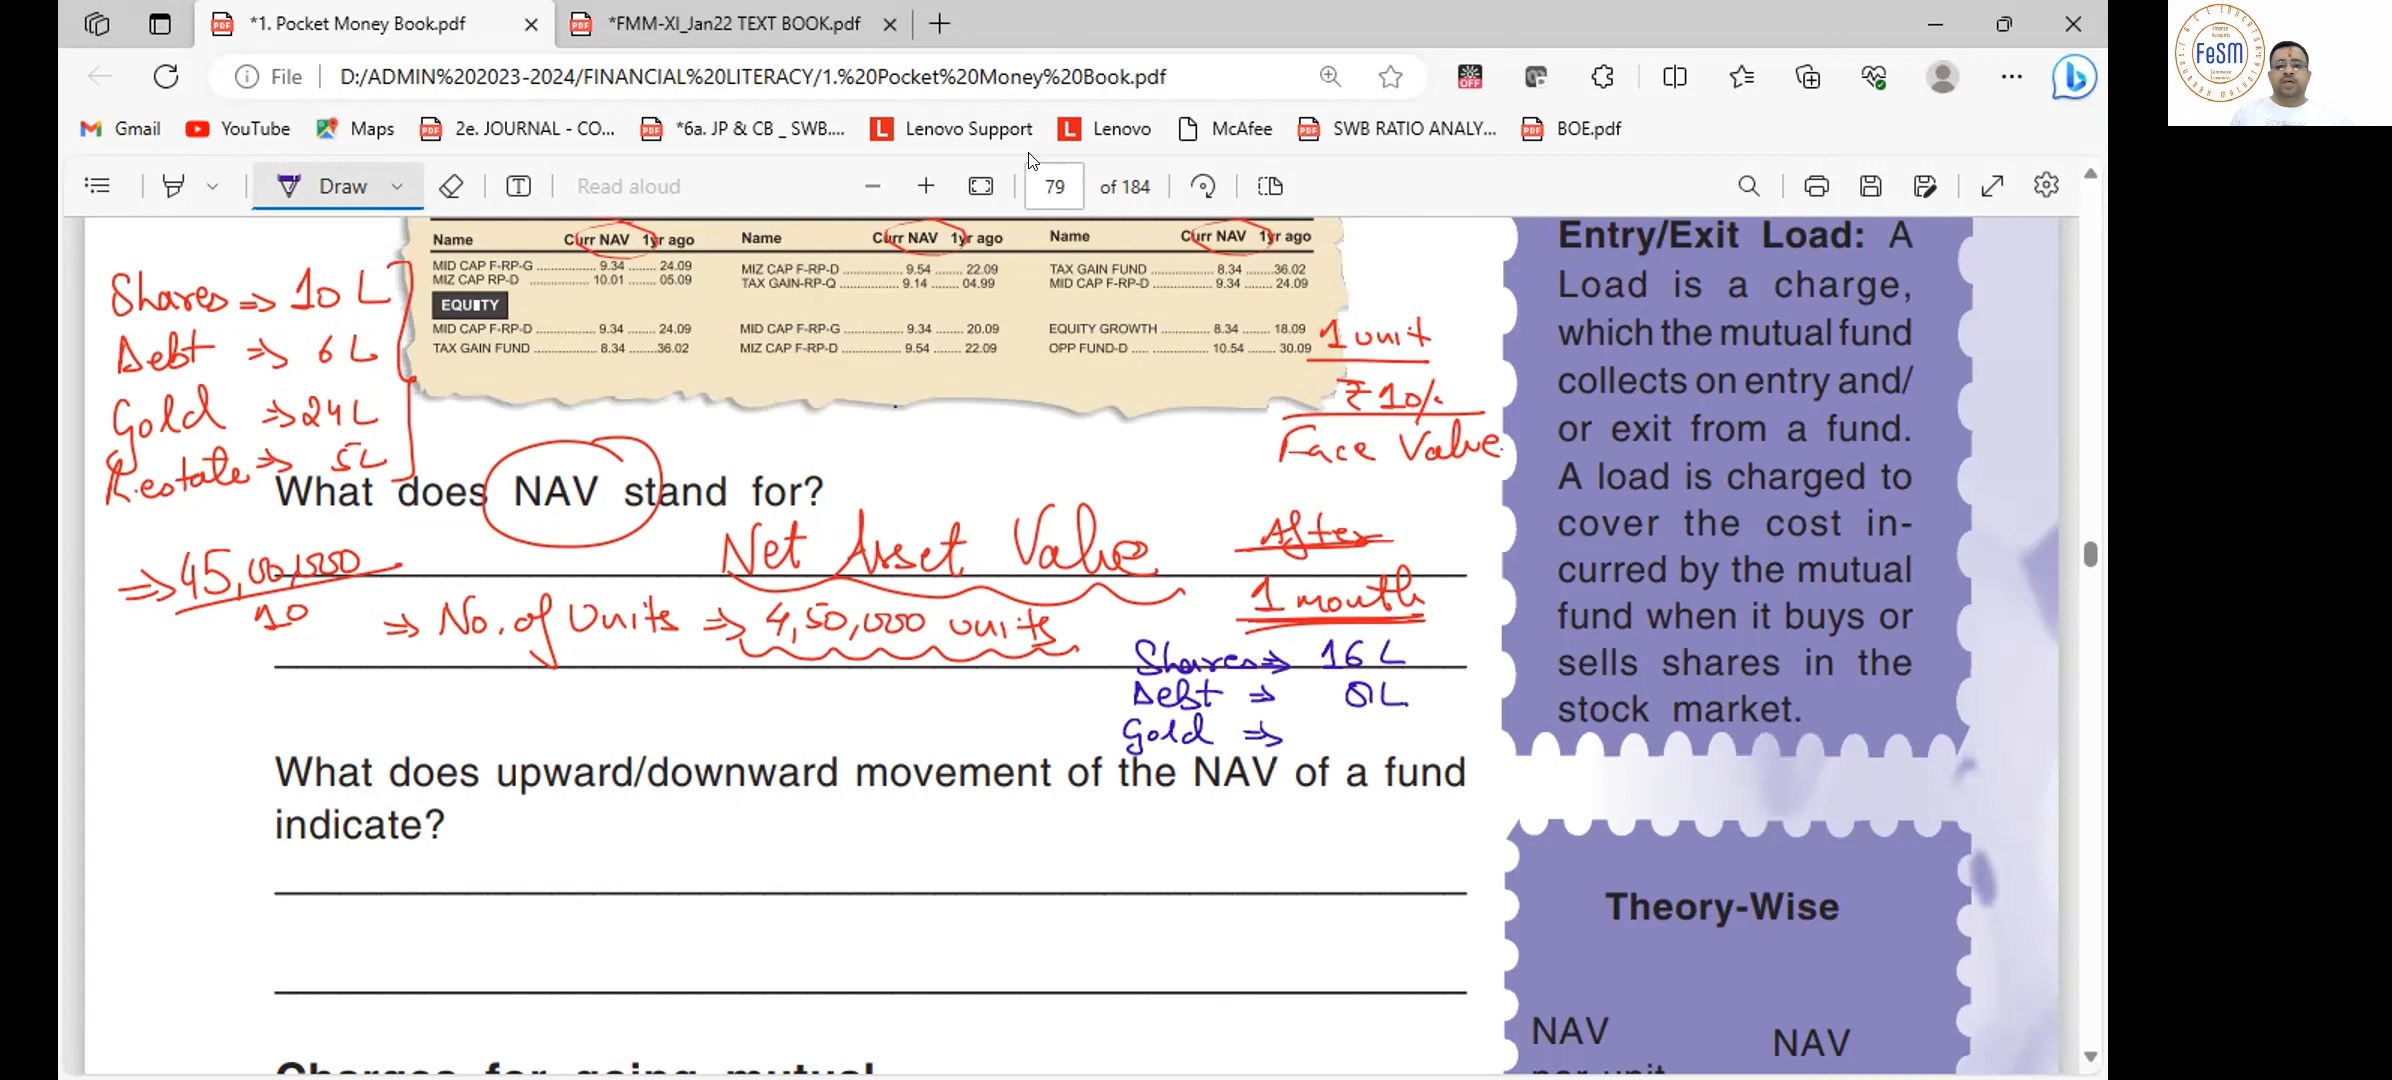 *1. Pocket Money Book.pdf
*FMM-XI_Jan22 TEXT BOOK.pdf
File
D:/ADMIN%202023-2024/FINANCIAL%20LITERACY/1.%20Pocket%20Money%20Book.pdf
Gmail YouTube Maps 2e. JOURNAL - CO... *6a. JP & CB _ SWB.... Lenovo Support Lenovo McAfee SWB RATIO ANALY... BOE.pdf
Draw Read aloud 79 of 184
FeSM
Name Curr NAV 1yr ago Name Curr NAV 1yr ago Name Curr NAV 1yr ago
MID CAP F-RP-G 9.34 24.09 MIZ CAP F-RP-D 9.54 22.09 TAX GAIN FUND 8.34 36.02
MIZ CAP RP-D 10.01 05.09 TAX GAIN-RP-Q 9.14 04.99 MID CAP F-RP-D 9.34 24.09
EQUITY
MID CAP F-RP-D 9.34 24.09 MID CAP F-RP-G 9.34 20.09 EQUITY GROWTH 8.34 18.09
TAX GAIN FUND 8.34 36.02 MIZ CAP F-RP-D 9.54 22.09 OPP FUND-D 10.54 30.09
Shares => 10 L
Debt => 6 L
Gold => 24L
R.estate => 5L
1 unit
₹10/-
Face Value
What does NAV stand for?
Net Asset Value
After
1 month
=> 45,00,000
10
=> No. of Units => 4,50,000 units
Shares => 16 L
Debt => 8L
Gold =>
What does upward/downward movement of the NAV of a fund
indicate?
Entry/Exit Load: A
Load is a charge,
which the mutual fund
collects on entry and/
or exit from a fund.
A load is charged to
cover the cost in-
curred by the mutual
fund when it buys or
sells shares in the
stock market.
Theory-Wise
NAV NAV
per unit
Charges for going mutual